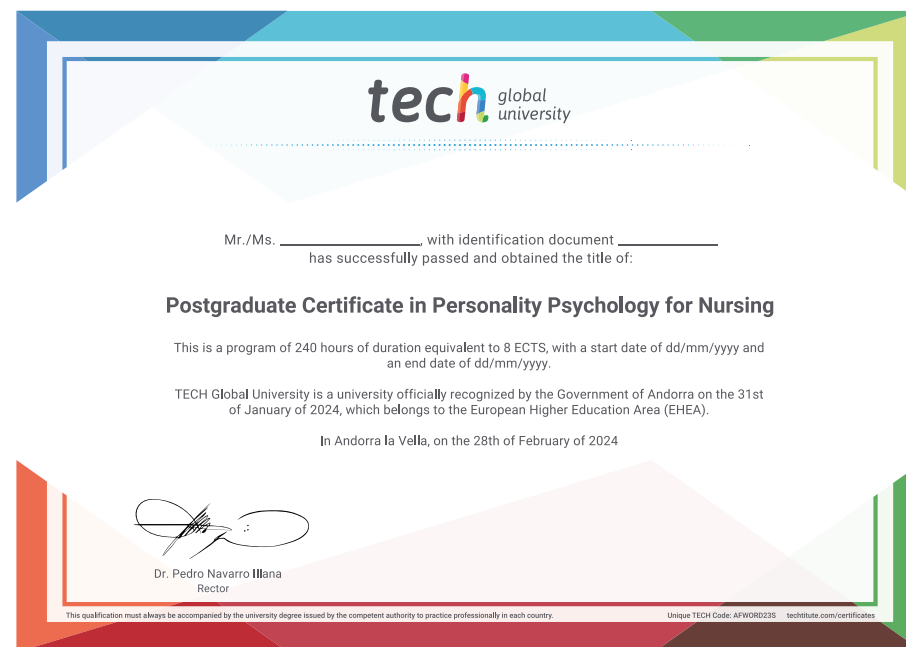 tech global university
Mr./Ms. ____________, with identification document ____________
has successfully passed and obtained the title of:
Postgraduate Certificate in Personality Psychology for Nursing
This is a program of 240 hours of duration equivalent to 8 ECTS, with a start date of dd/mm/yyyy and
an end date of dd/mm/yyyy.
TECH Global University is a university officially recognized by the Government of Andorra on the 31st
of January of 2024, which belongs to the European Higher Education Area (EHEA).
In Andorra la Vella, on the 28th of February of 2024
Dr. Pedro Navarro Illana
Rector
This qualification must always be accompanied by the university degree issued by the competent authority to practice professionally in each country.
Unique TECH Code: AFWORD23S techtitute.com/certificates